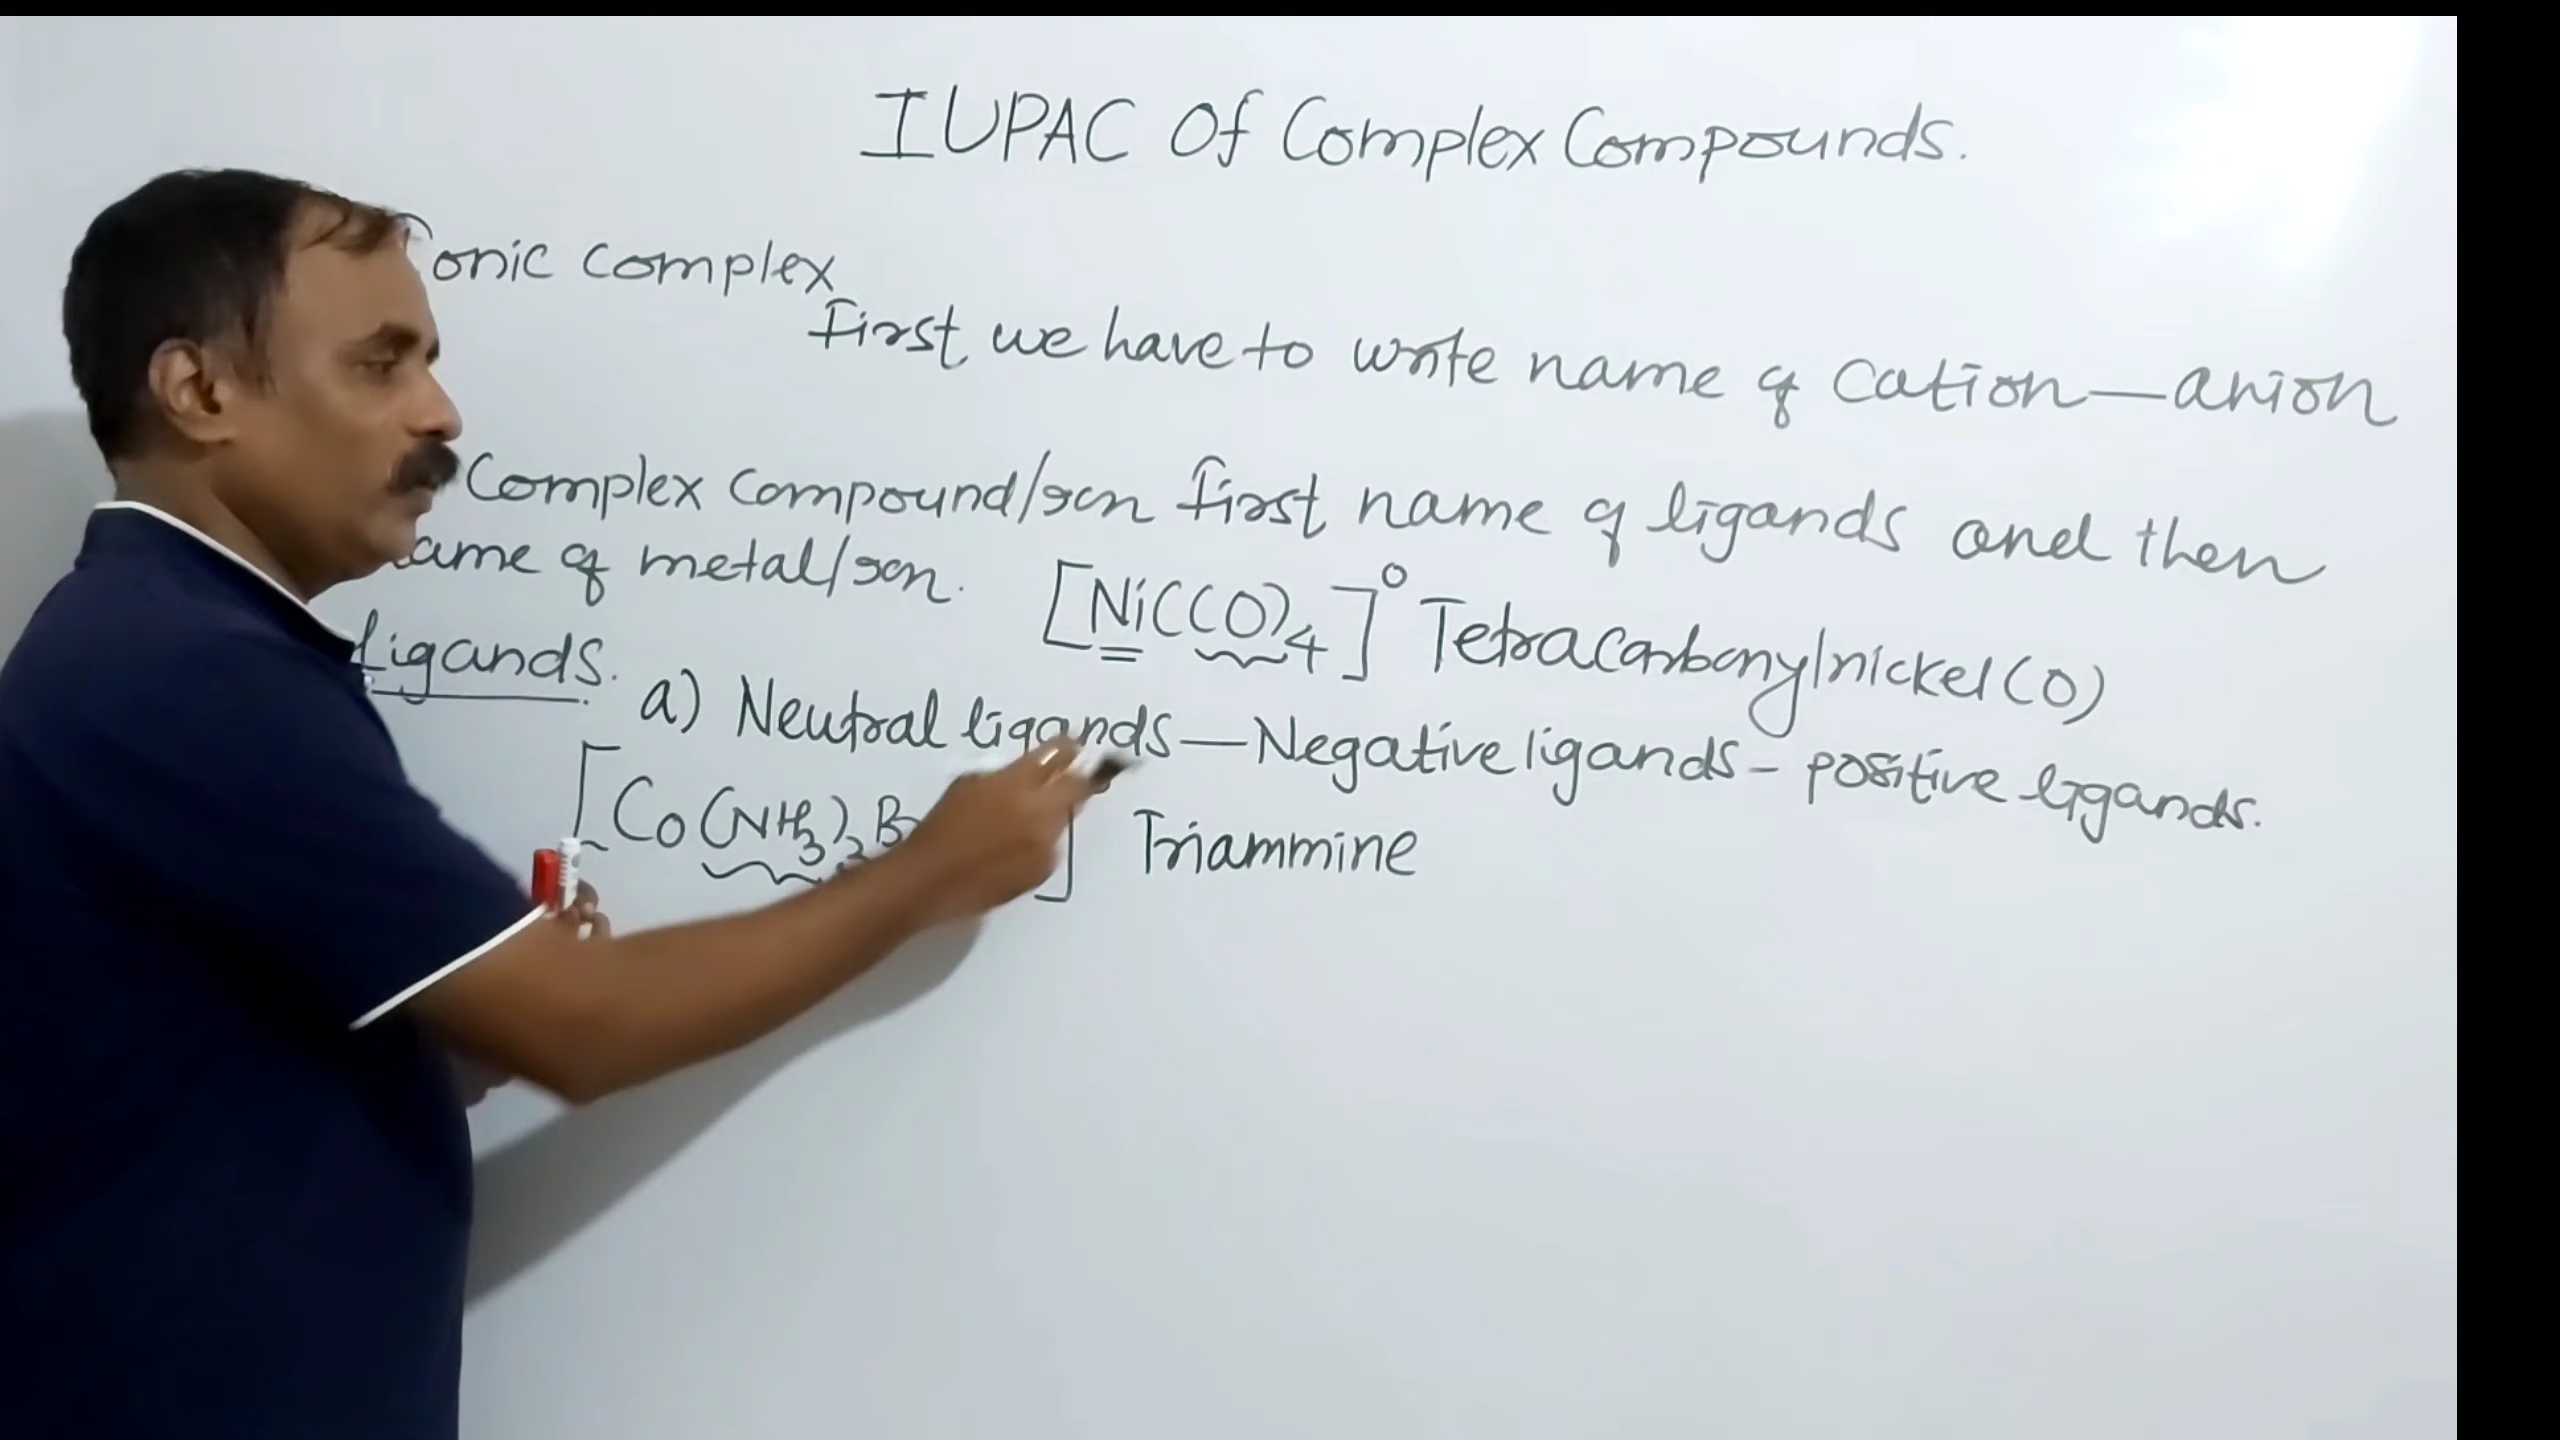 IUPAC Of Complex Compounds.
onic complex
First we have to write name of Cation—anion
Complex compound/ion first name of ligands and then
ame of metal/ion.
[Ni(CO)4]0 Tetracarbonylnickel(0)
Ligands.
a) Neutral ligands—Negative ligands-positive ligands.
[Co(NH3)3B ] Triammine